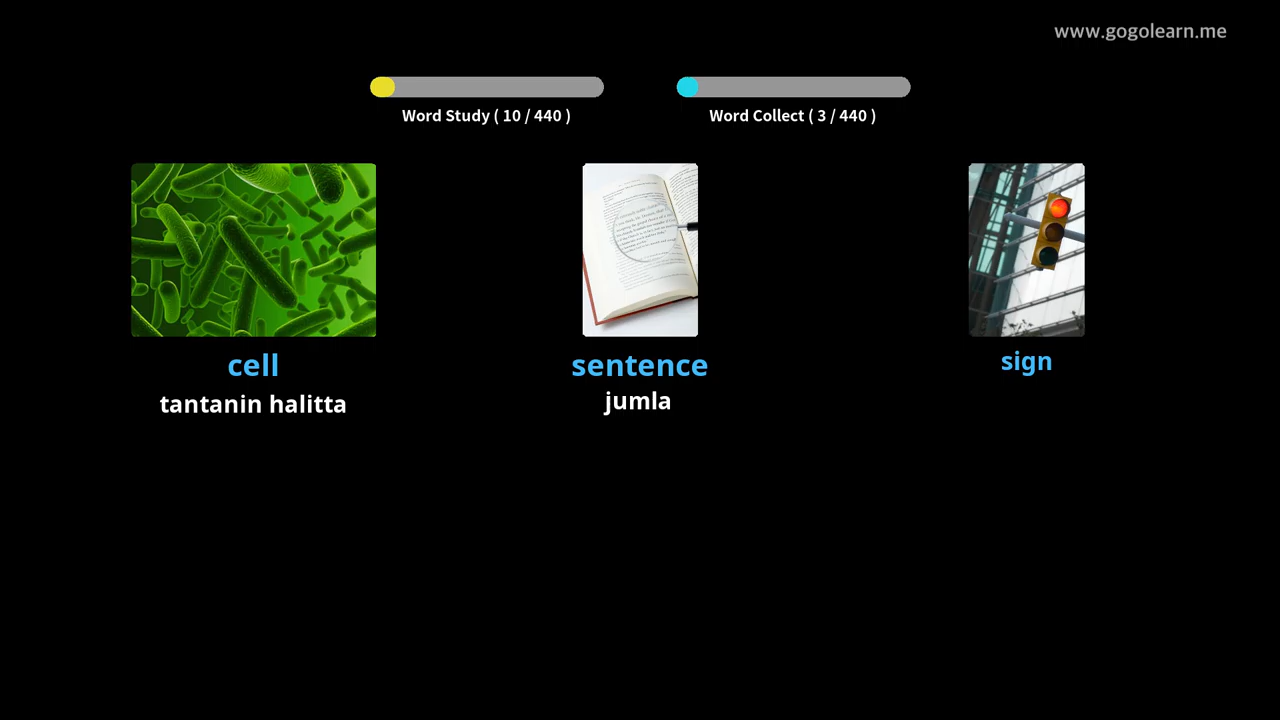 www.gogolearn.me
Word Study ( 10 / 440 )
Word Collect ( 3 / 440 )
cell
tantanin halitta
sentence
jumla
sign